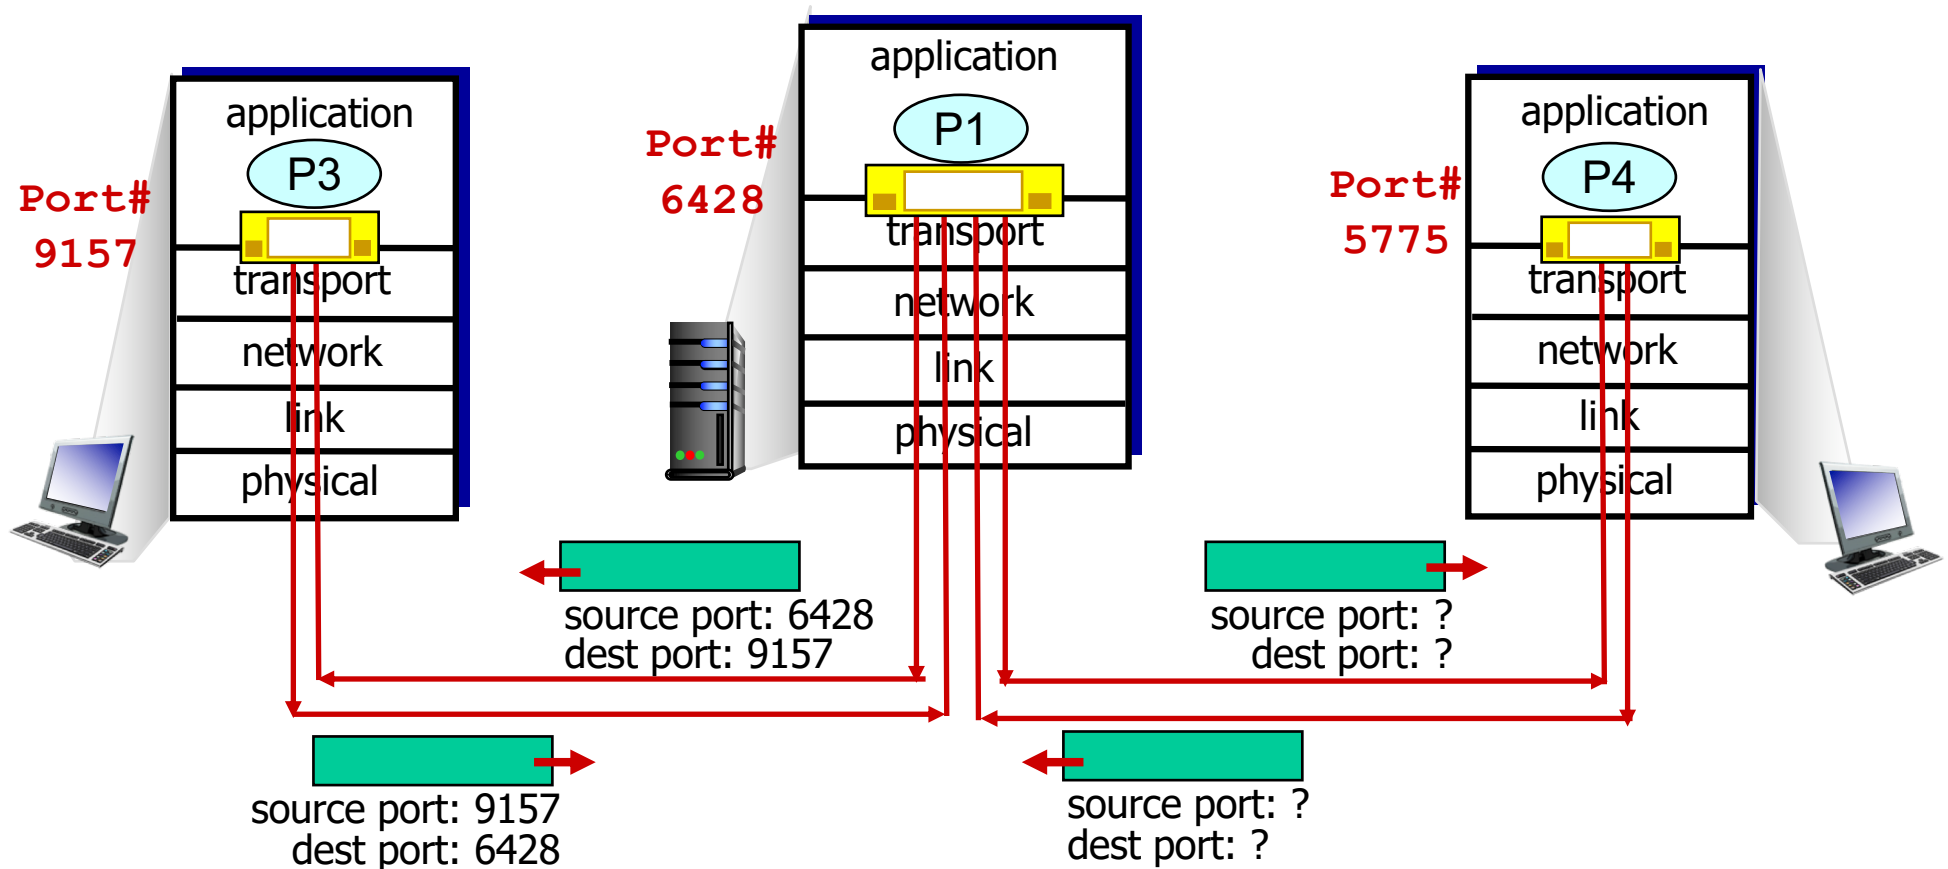 application
P3
Port#
9157
transport
network
link
physical
application
P1
Port#
6428
transport
network
link
physical
application
P4
Port#
5775
transport
network
link
physical
source port: 6428
dest port: 9157
source port: ?
dest port: ?
source port: 9157
dest port: 6428
source port: ?
dest port: ?